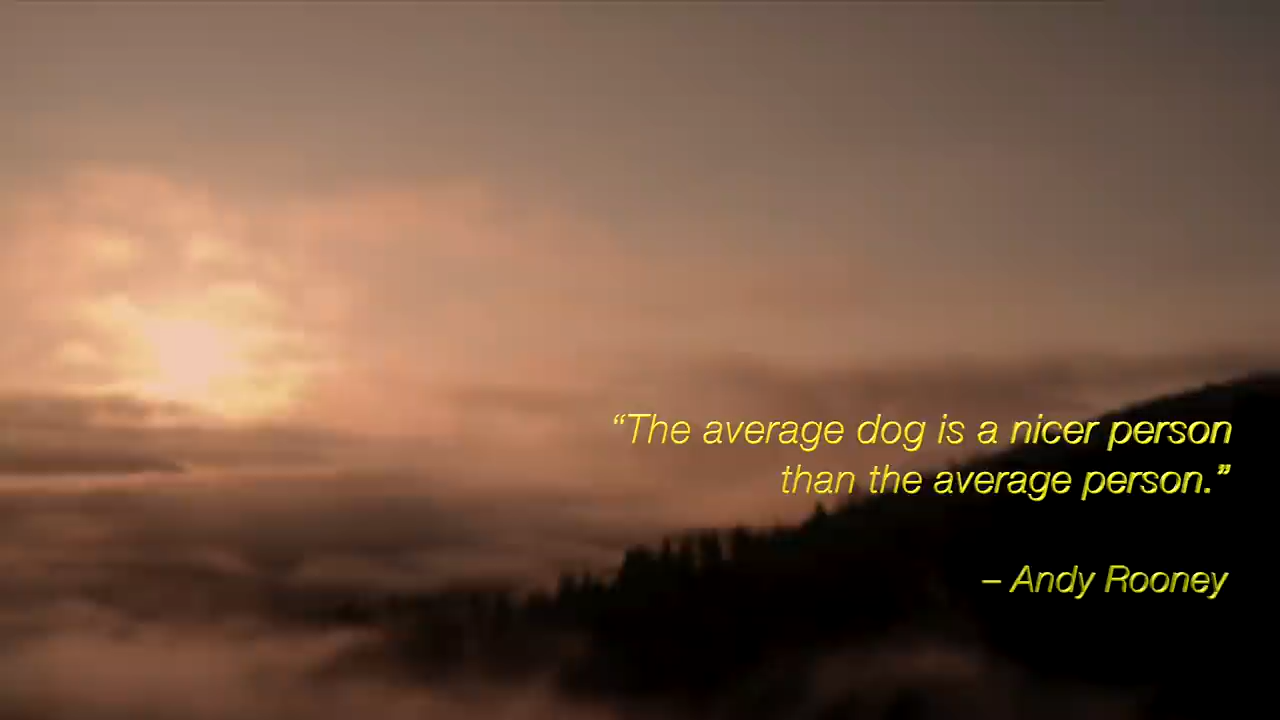 “The average dog is a nicer person
than the average person.”
– Andy Rooney